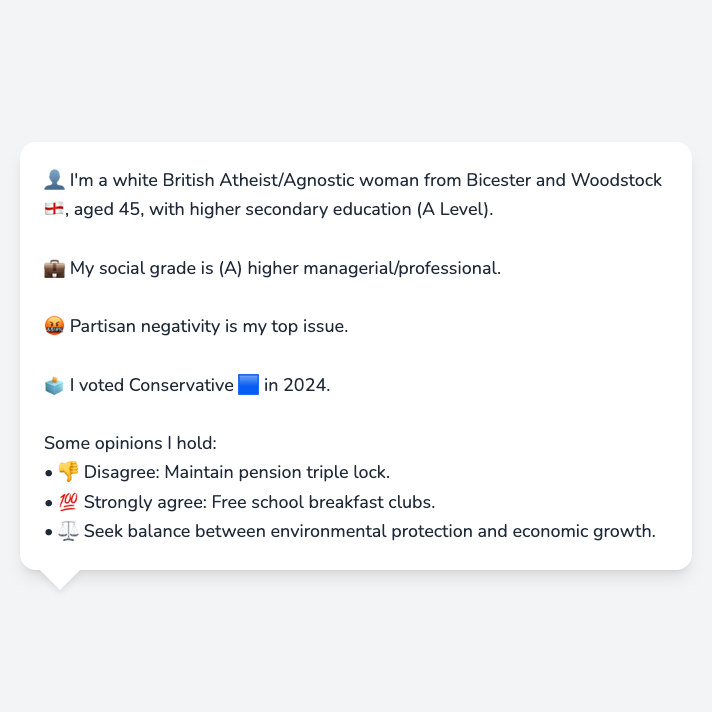 👤 I'm a white British Atheist/Agnostic woman from Bicester and Woodstock
🏴󠁧󠁢󠁥󠁮󠁧󠁿, aged 45, with higher secondary education (A Level).
💼 My social grade is (A) higher managerial/professional.
🤬 Partisan negativity is my top issue.
🗳️ I voted Conservative 🟦 in 2024.
Some opinions I hold:
• 👎 Disagree: Maintain pension triple lock.
• 💯 Strongly agree: Free school breakfast clubs.
• ⚖️ Seek balance between environmental protection and economic growth.